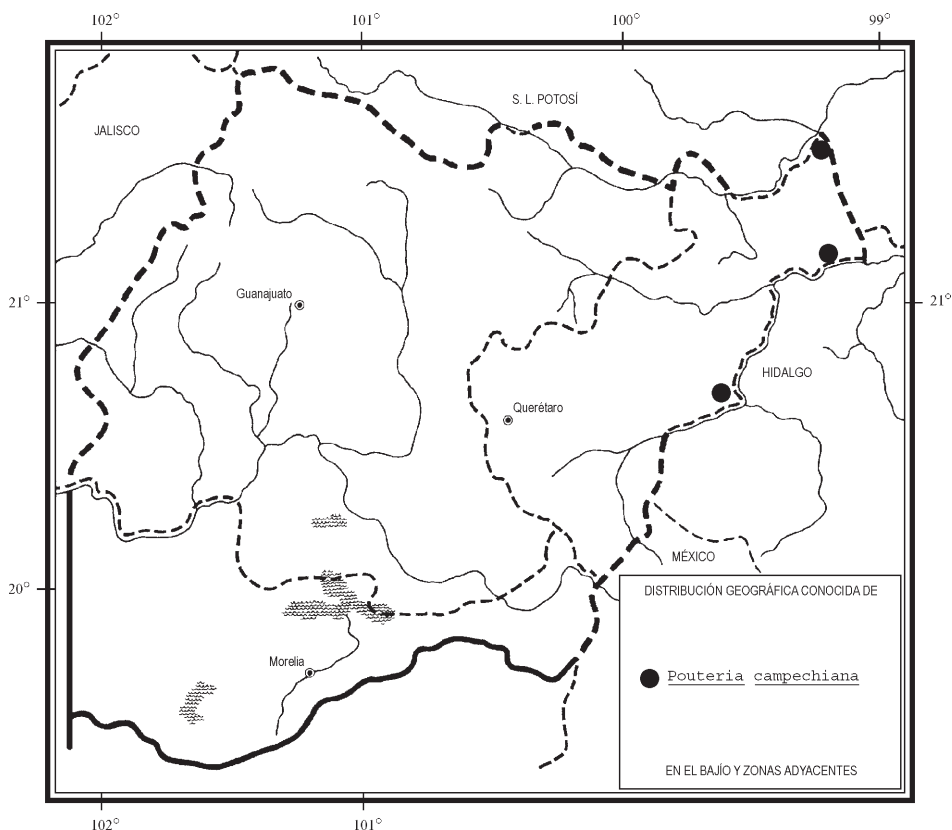 102°
101°
100°
99°
S. L. POTOSÍ
JALISCO
Guanajuato
21°
21°
HIDALGO
Querétaro
MÉXICO
20°
DISTRIBUCIÓN GEOGRÁFICA CONOCIDA DE
Morelia
Pouteria campechiana
EN EL BAJÍO Y ZONAS ADYACENTES
102°
101°